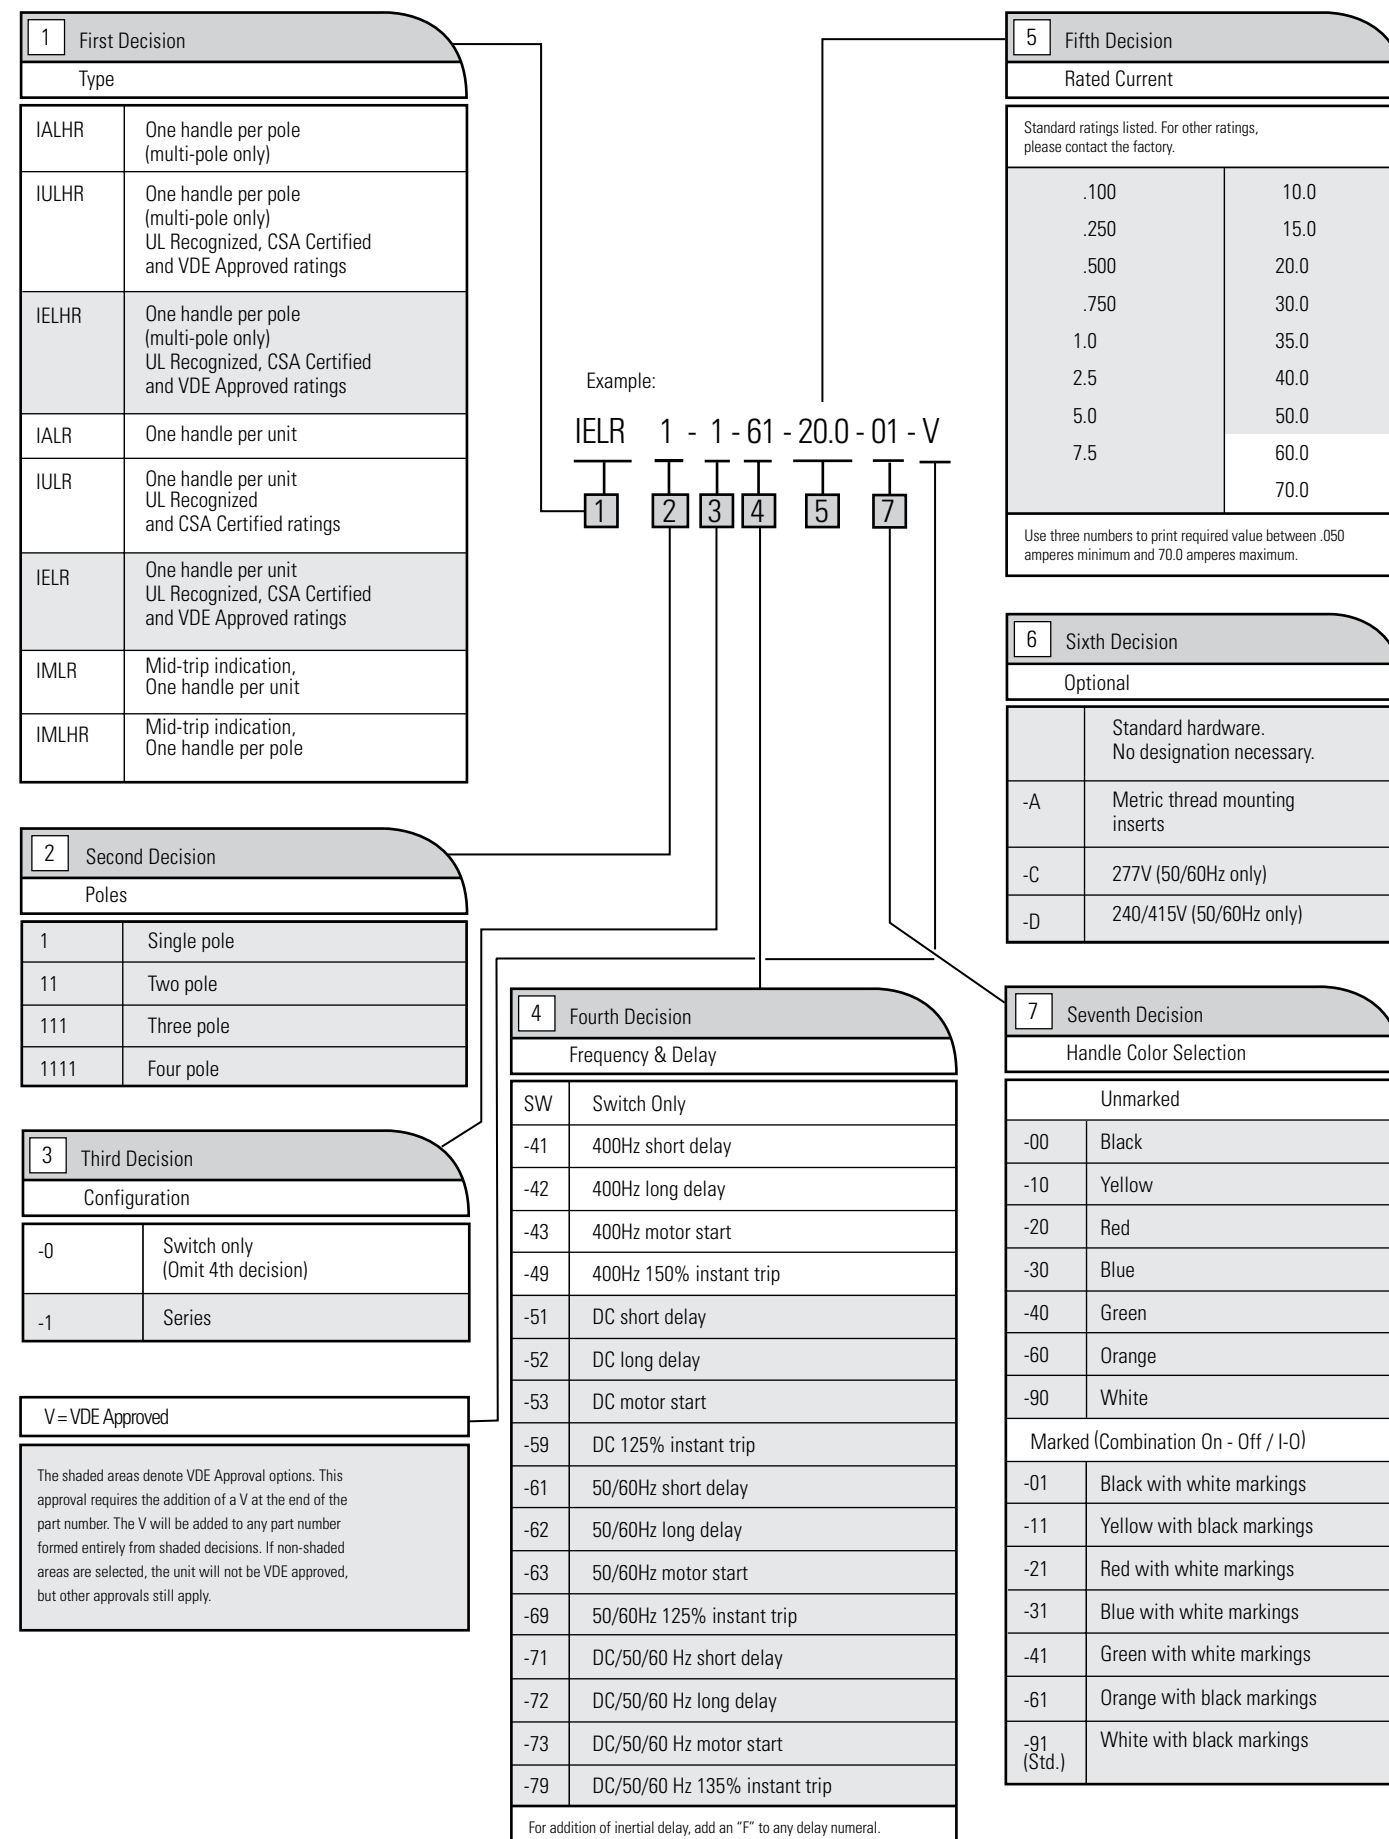 1 First Decision
Type
IALHR One handle per pole
(multi-pole only)
IULHR One handle per pole
(multi-pole only)
UL Recognized, CSA Certified
and VDE Approved ratings
IELHR One handle per pole
(multi-pole only)
UL Recognized, CSA Certified
and VDE Approved ratings
IALR One handle per unit
IULR One handle per unit
UL Recognized
and CSA Certified ratings
IELR One handle per unit
UL Recognized, CSA Certified
and VDE Approved ratings
IMLR Mid-trip indication,
One handle per unit
IMLHR Mid-trip indication,
One handle per pole
2 Second Decision
Poles
1 Single pole
11 Two pole
111 Three pole
1111 Four pole
3 Third Decision
Configuration
-0 Switch only
(Omit 4th decision)
-1 Series
V = VDE Approved
The shaded areas denote VDE Approval options. This
approval requires the addition of a V at the end of the
part number. The V will be added to any part number
formed entirely from shaded decisions. If non-shaded
areas are selected, the unit will not be VDE approved,
but other approvals still apply.
Example:
IELR 1 - 1 - 61 - 20.0 - 01 - V
1 2 3 4 5 7
4 Fourth Decision
Frequency & Delay
SW Switch Only
-41 400Hz short delay
-42 400Hz long delay
-43 400Hz motor start
-49 400Hz 150% instant trip
-51 DC short delay
-52 DC long delay
-53 DC motor start
-59 DC 125% instant trip
-61 50/60Hz short delay
-62 50/60Hz long delay
-63 50/60Hz motor start
-69 50/60Hz 125% instant trip
-71 DC/50/60 Hz short delay
-72 DC/50/60 Hz long delay
-73 DC/50/60 Hz motor start
-79 DC/50/60 Hz 135% instant trip
For addition of inertial delay, add an “F” to any delay numeral.
5 Fifth Decision
Rated Current
Standard ratings listed. For other ratings,
please contact the factory.
.100 10.0
.250 15.0
.500 20.0
.750 30.0
1.0 35.0
2.5 40.0
5.0 50.0
7.5 60.0
70.0
Use three numbers to print required value between .050
amperes minimum and 70.0 amperes maximum.
6 Sixth Decision
Optional
Standard hardware.
No designation necessary.
-A Metric thread mounting
inserts
-C 277V (50/60Hz only)
-D 240/415V (50/60Hz only)
7 Seventh Decision
Handle Color Selection
Unmarked
-00 Black
-10 Yellow
-20 Red
-30 Blue
-40 Green
-60 Orange
-90 White
Marked (Combination On - Off / I-O)
-01 Black with white markings
-11 Yellow with black markings
-21 Red with white markings
-31 Blue with white markings
-41 Green with white markings
-61 Orange with black markings
-91 White with black markings
(Std.)